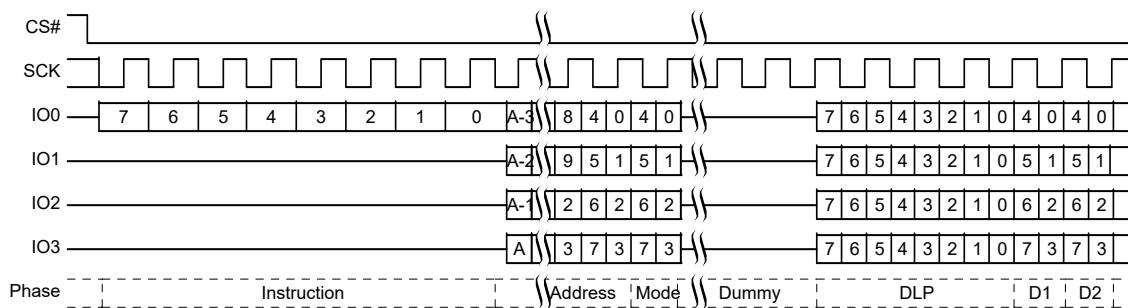 CS#
SCK
IO0 7 6 5 4 3 2 1 0 A-3 8 4 0 4 0 7 6 5 4 3 2 1 0 4 0 4 0
IO1 A-2 9 5 1 5 1 7 6 5 4 3 2 1 0 5 1 5 1
IO2 A-1 2 6 2 6 2 7 6 5 4 3 2 1 0 6 2 6 2
IO3 A 3 7 3 7 3 7 6 5 4 3 2 1 0 7 3 7 3
Phase Instruction Address Mode Dummy DLP D1 D2